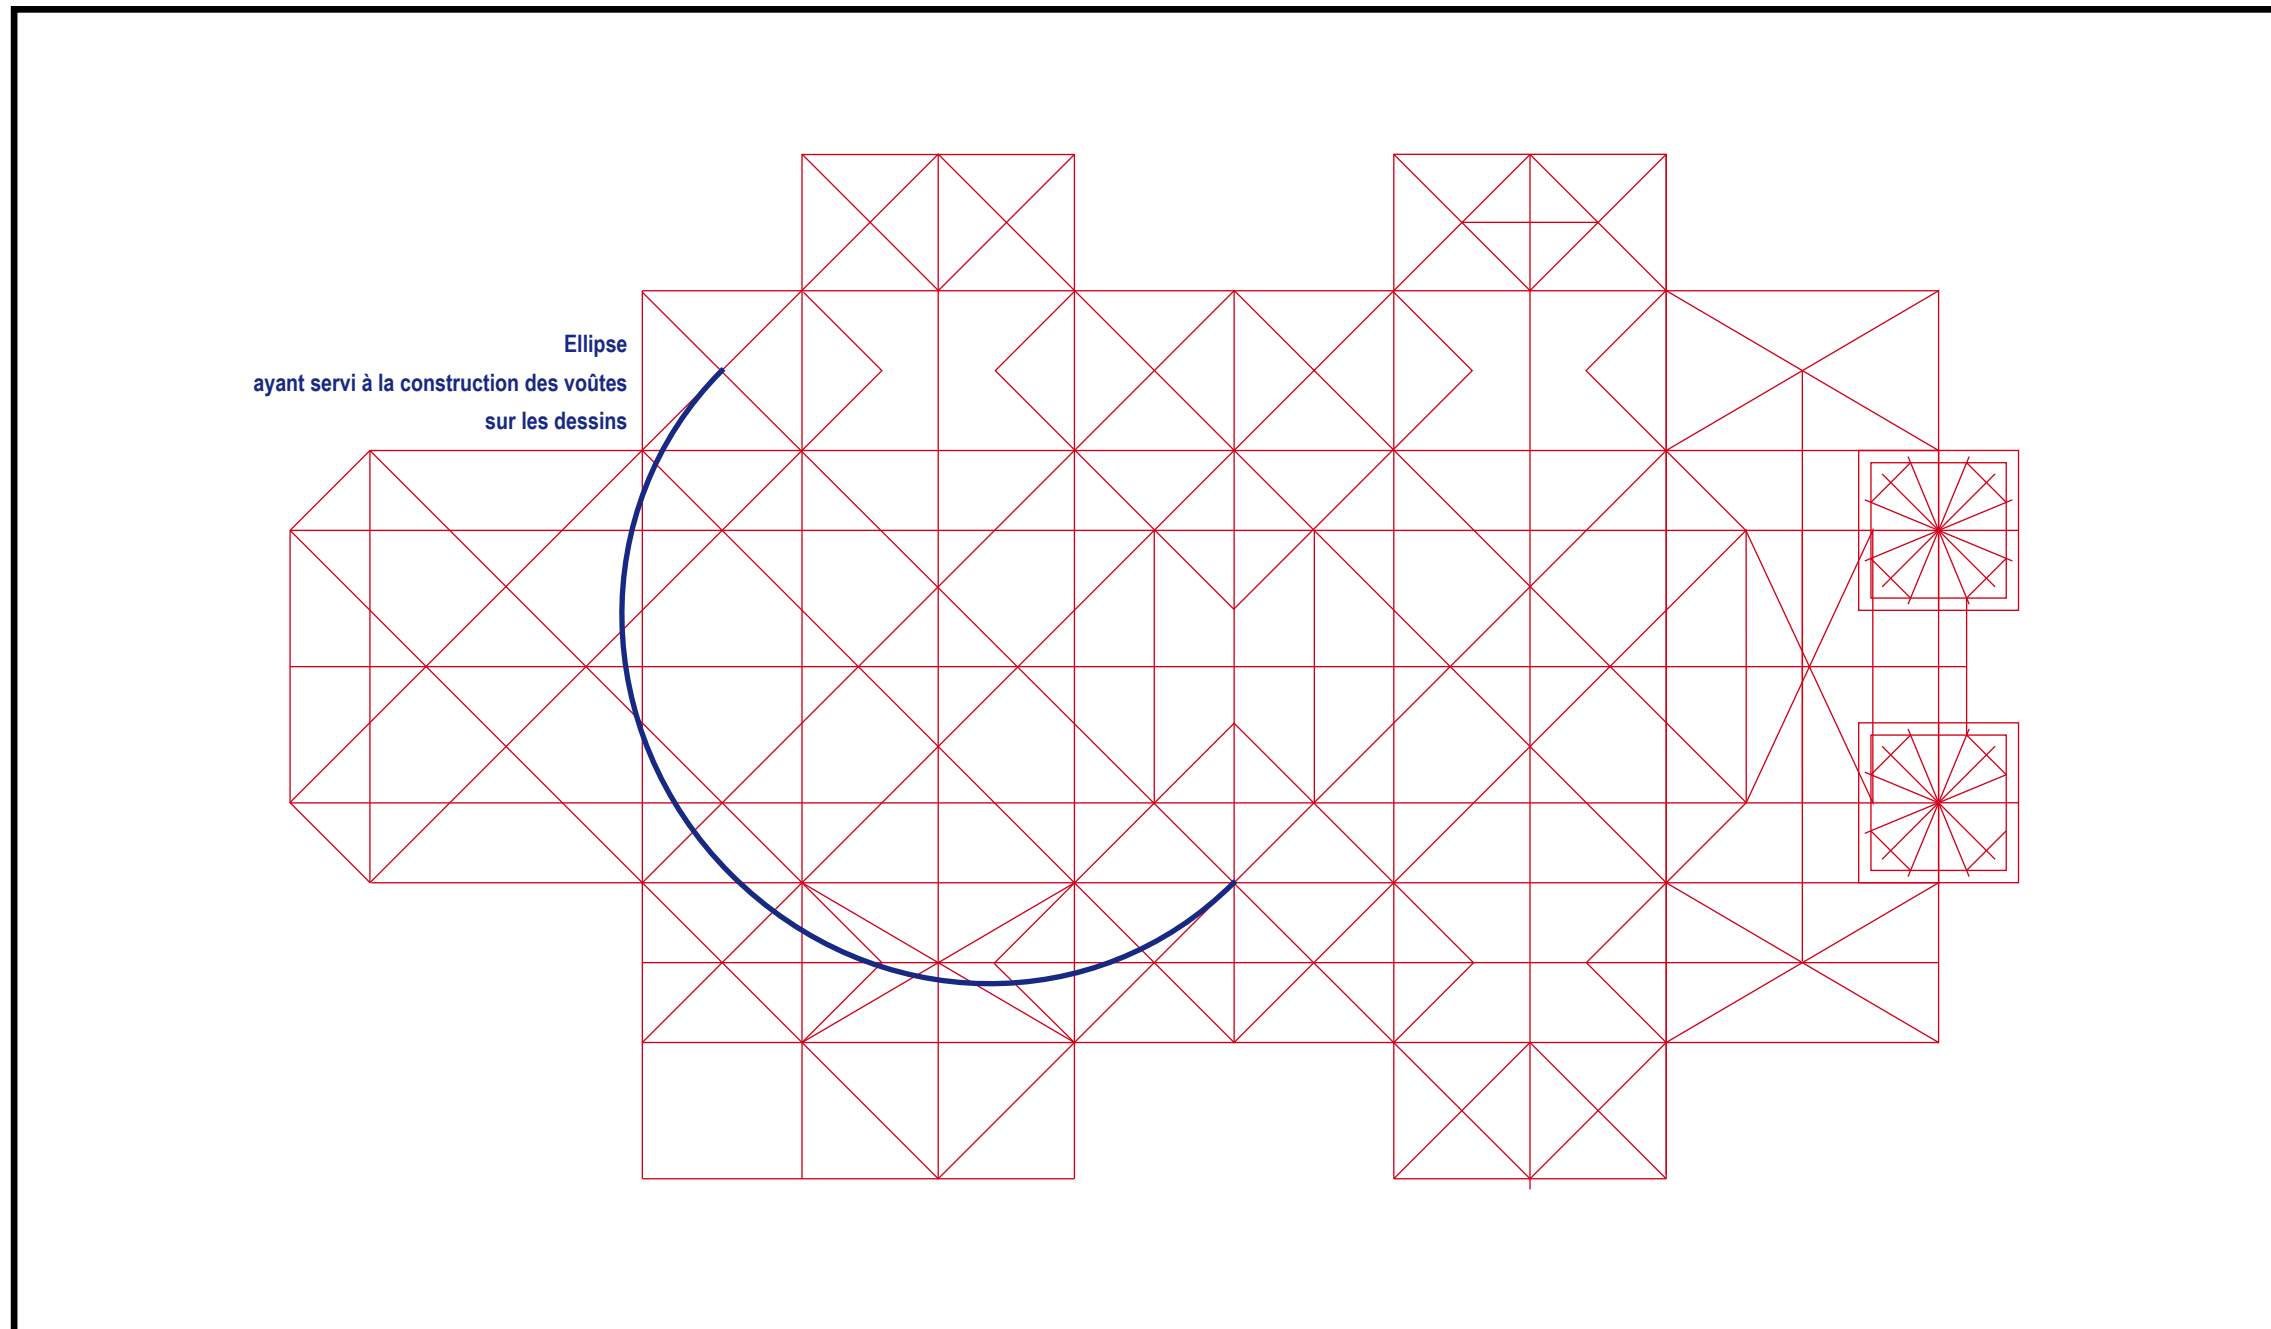 Ellipse
ayant servi à la construction des voûtes
sur les dessins